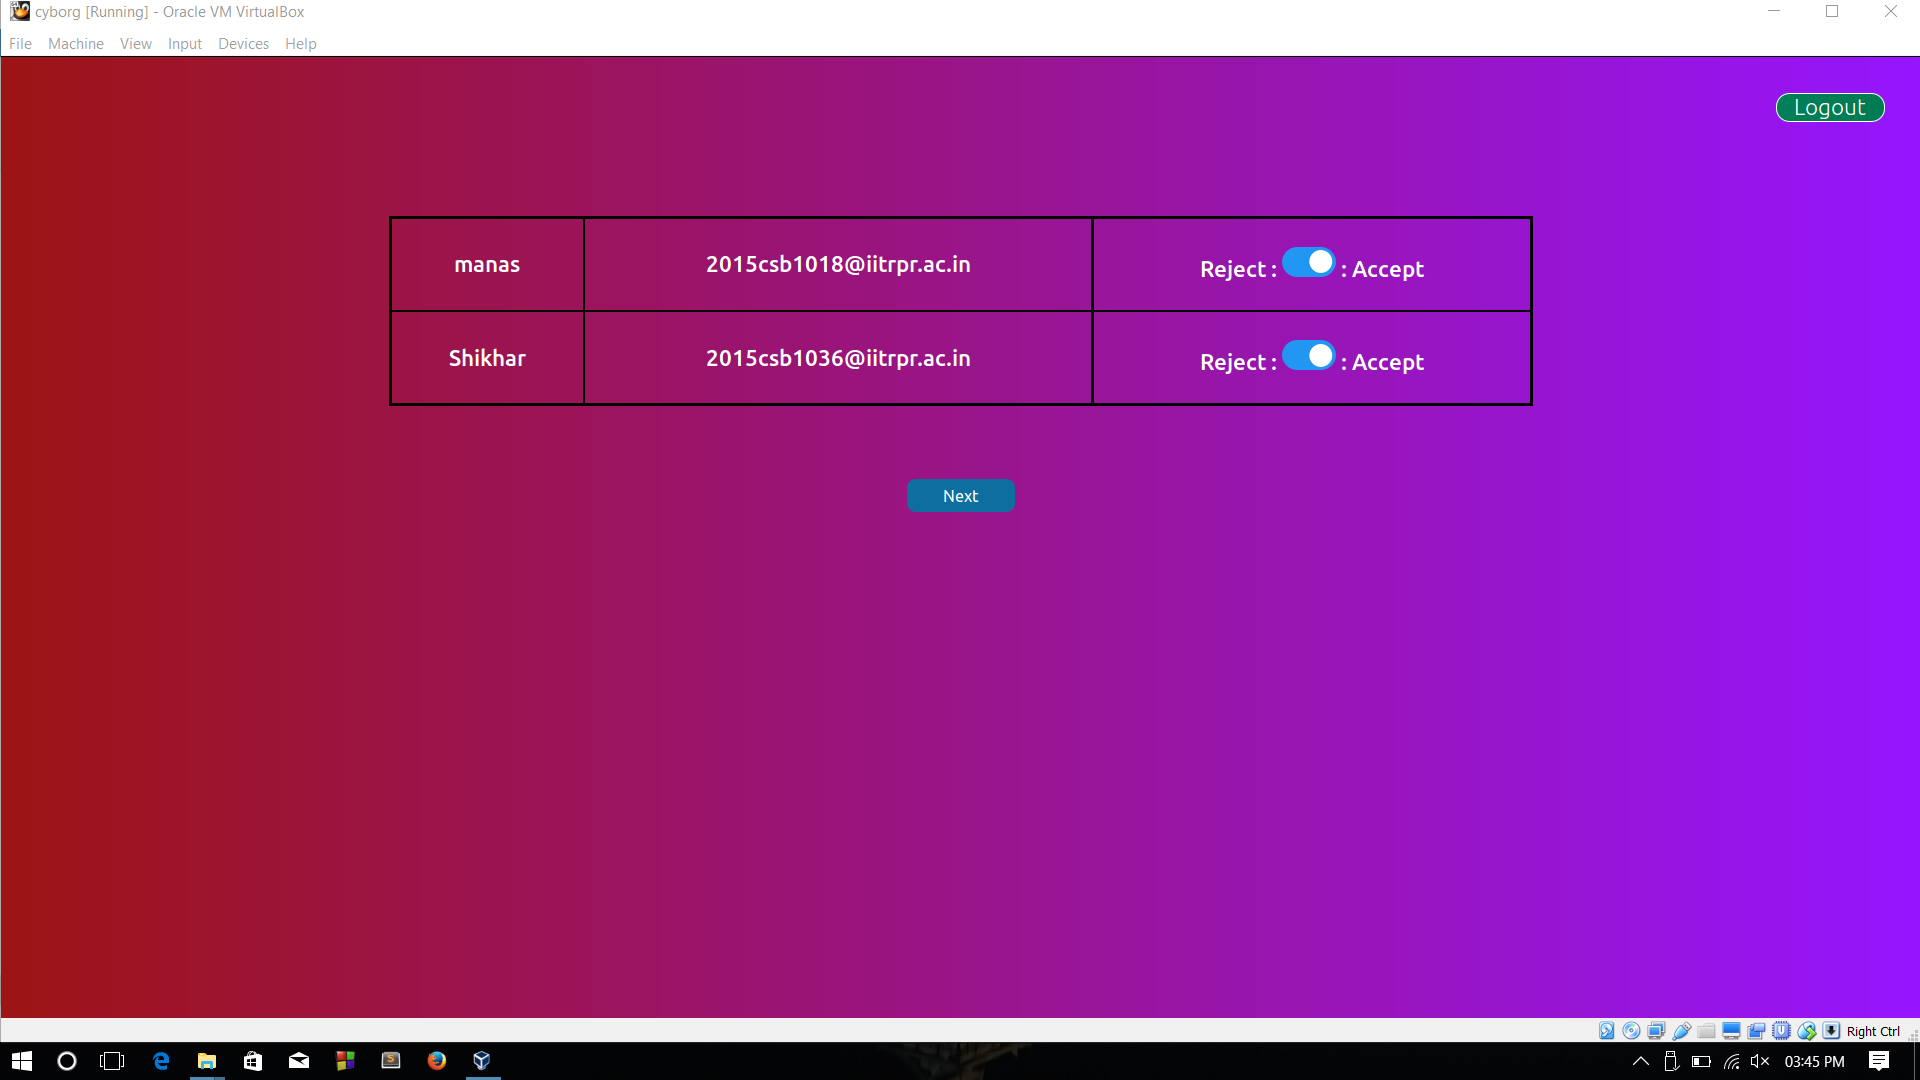 cyborg [Running] - Oracle VM VirtualBox
File Machine View Input Devices Help
Logout
manas 2015csb1018@iitrpr.ac.in Reject : : Accept
Shikhar 2015csb1036@iitrpr.ac.in Reject : : Accept
Next
Right Ctrl
03:45 PM